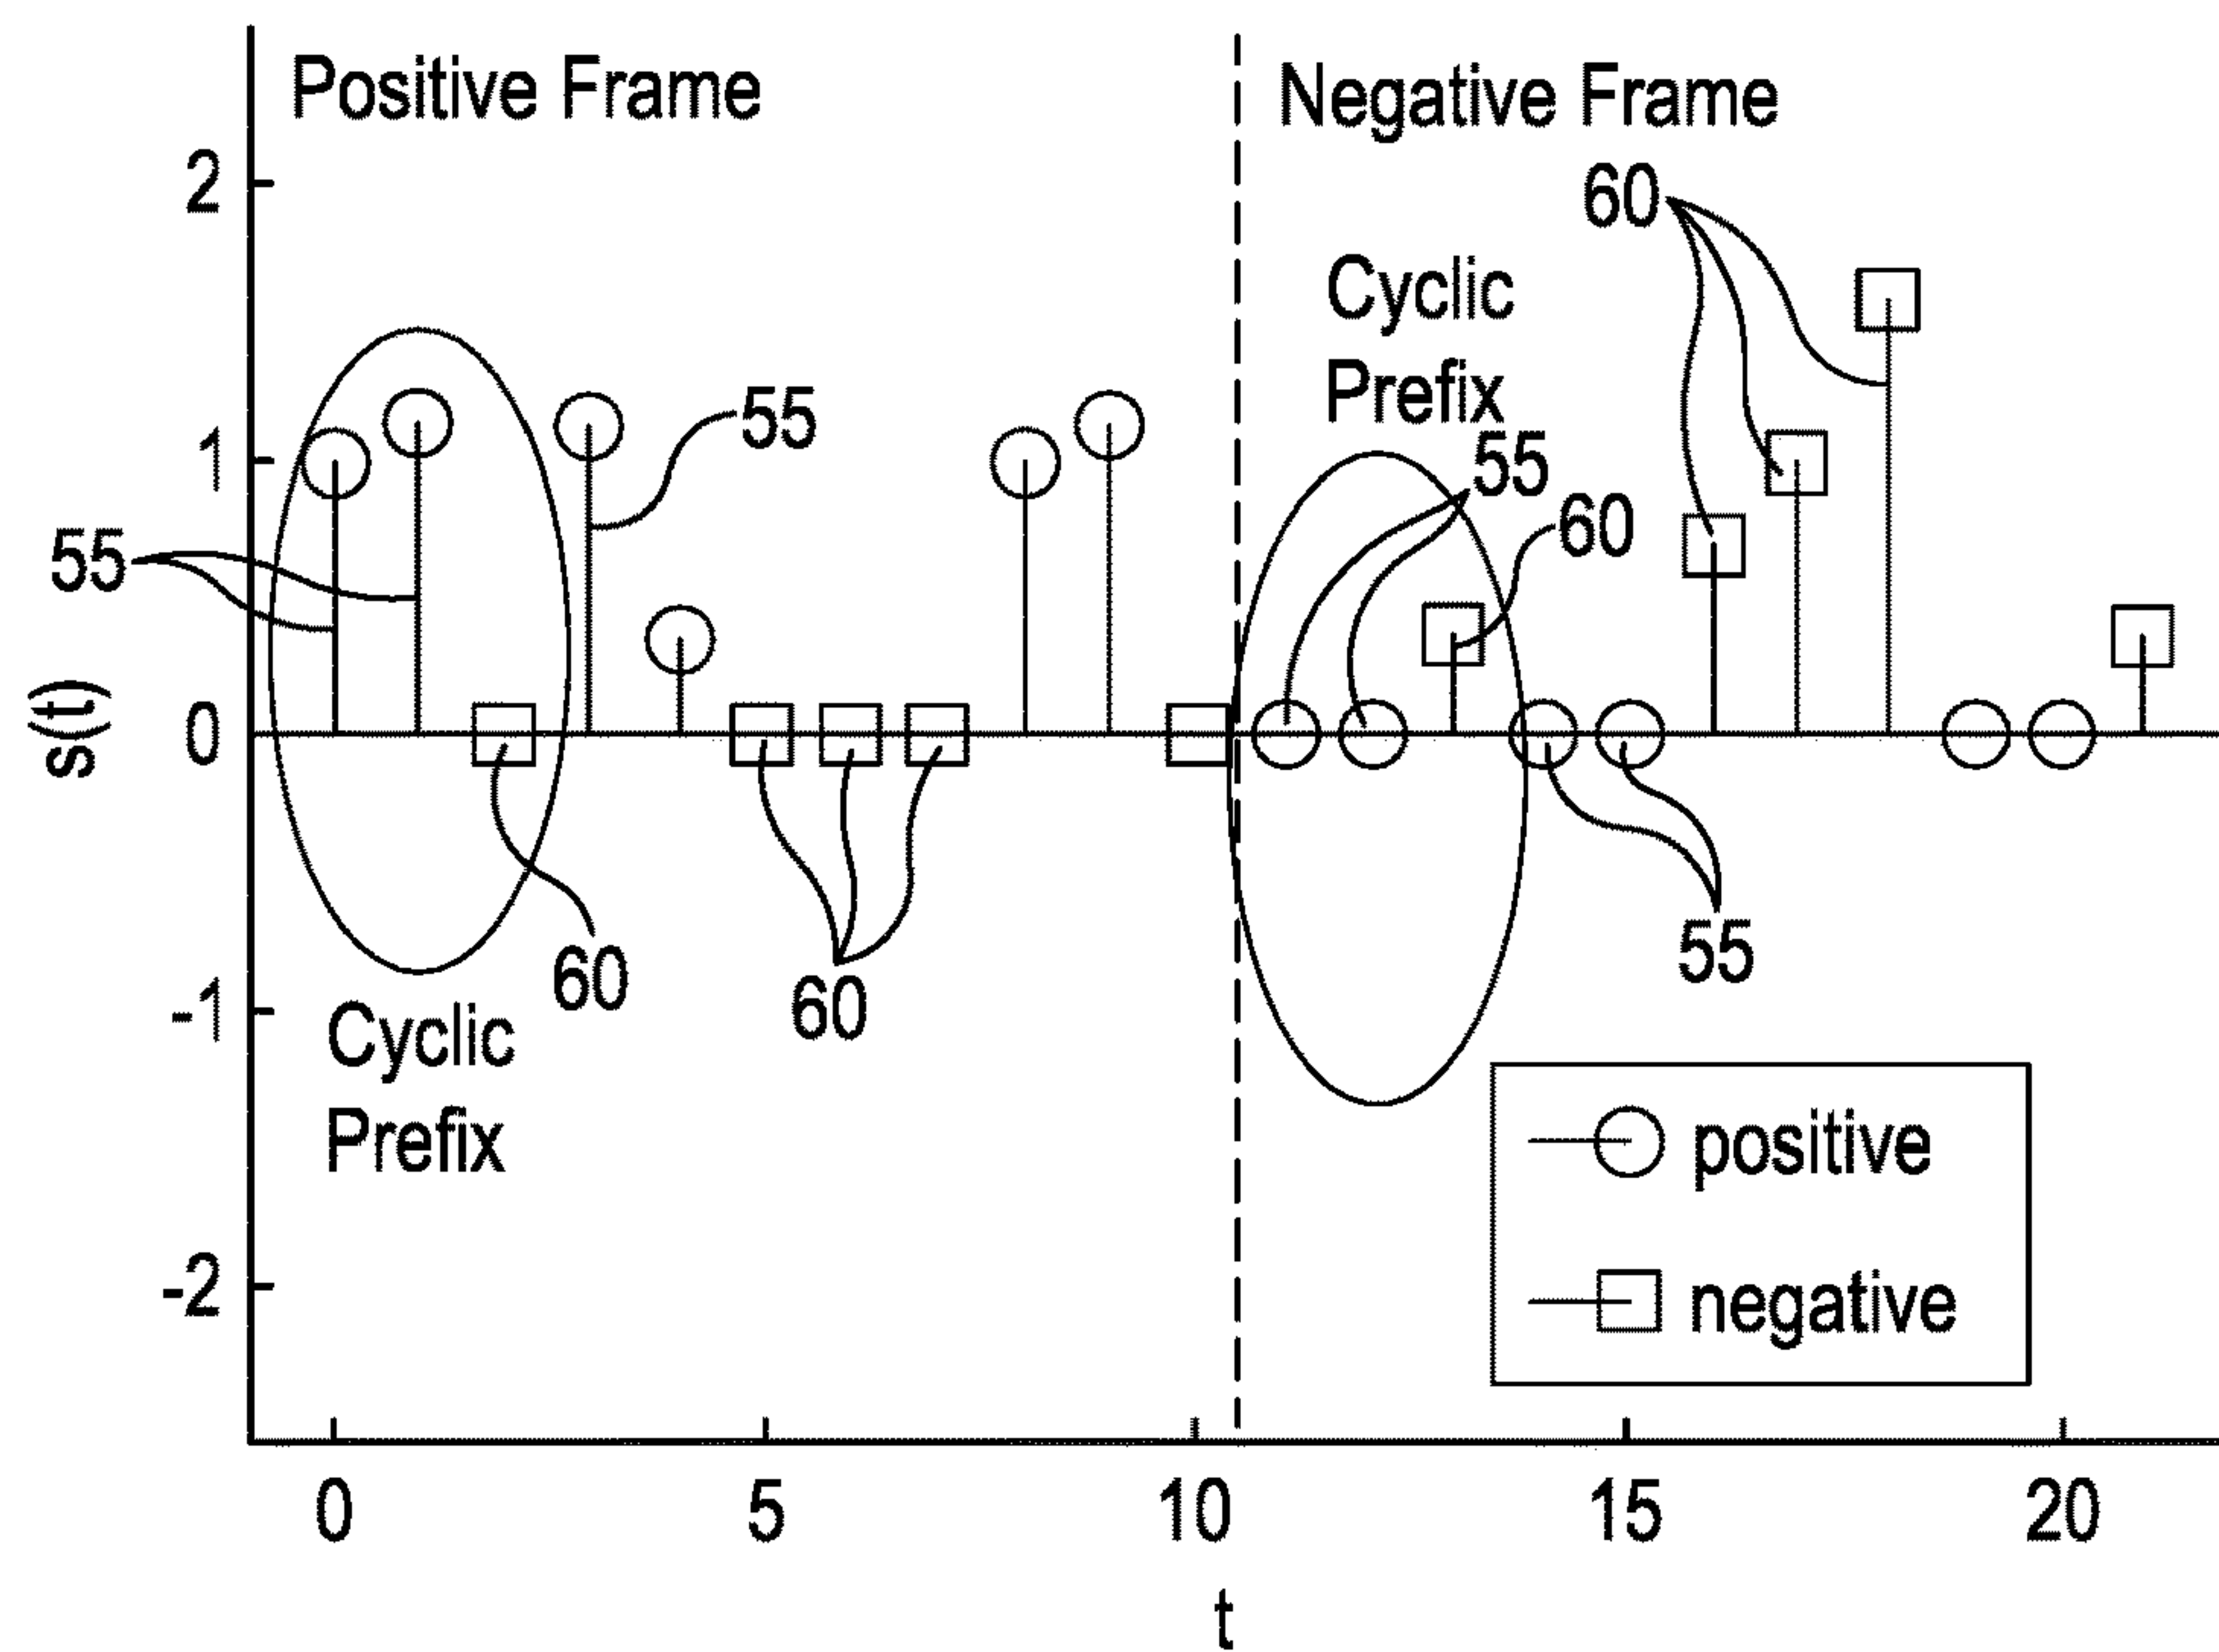 Positive Frame
Negative Frame
2
60
Cyclic
Prefix
1
55
55
60
55
s(t)
0
60
60
55
-1
Cyclic
Prefix
positive
-2
negative
0
5
10
15
20
t